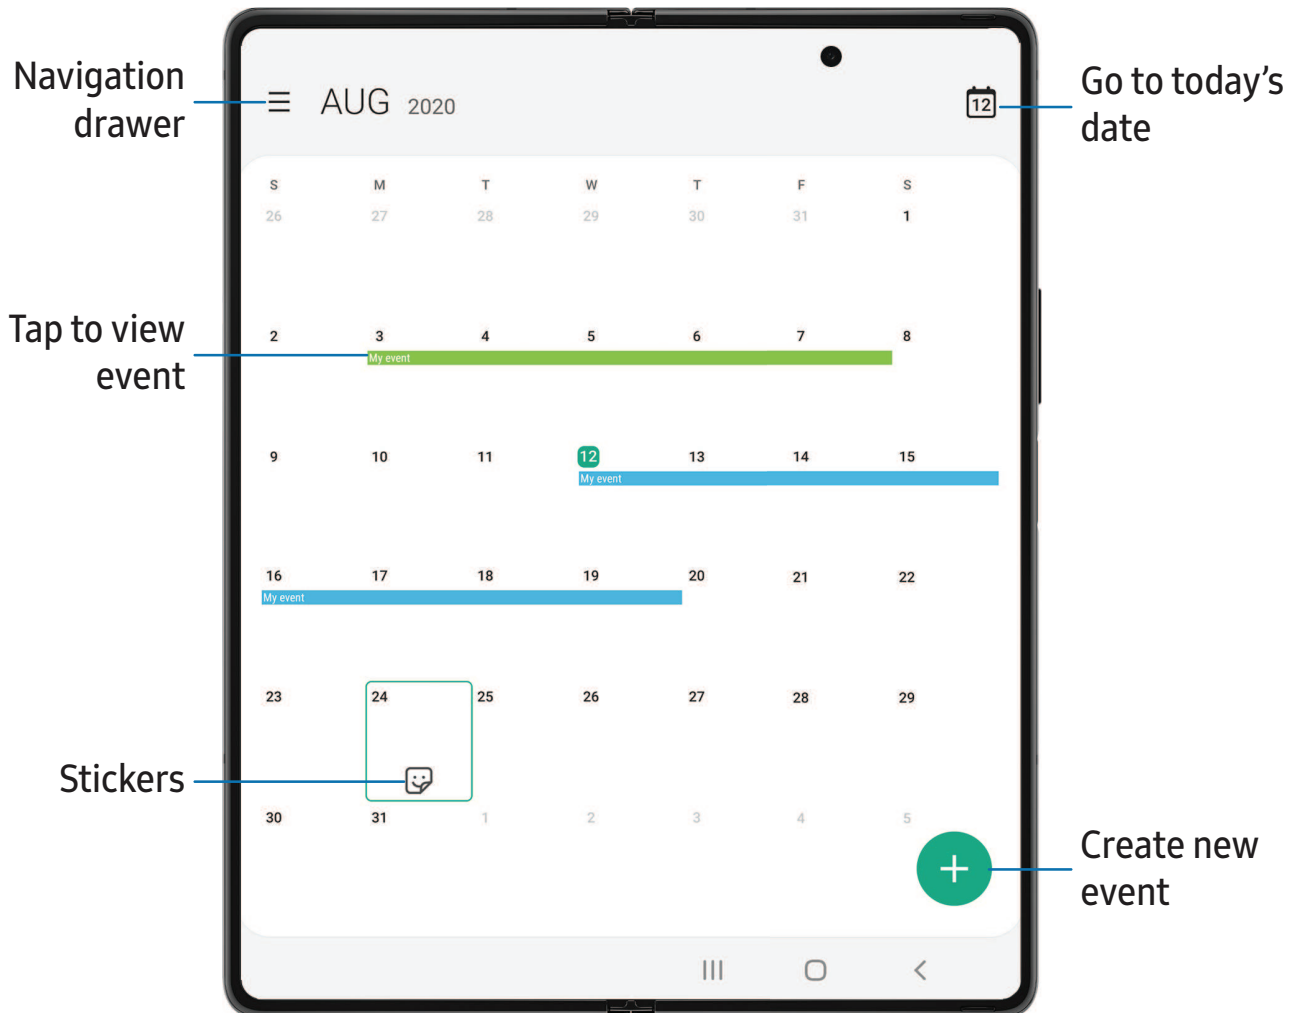 Navigation
drawer
AUG 2020
12
Go to today's
date
S M T W T F S
26 27 28 29 30 31 1
Tap to view
event
2 3 4 5 6 7 8
My event
9 10 11 12 13 14 15
My event
16 17 18 19 20 21 22
My event
23 24 25 26 27 28 29
Stickers
30 31 1 2 3 4 5
Create new
event